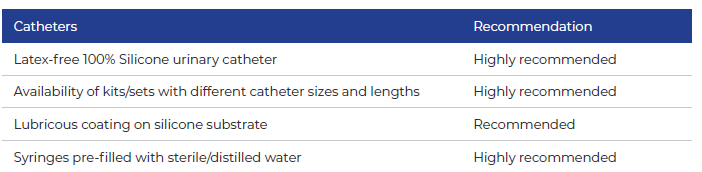 Catheters Recommendation
Latex-free 100% Silicone urinary catheter Highly recommended
Availability of kits/sets with different catheter sizes and lengths Highly recommended
Lubricous coating on silicone substrate Recommended
Syringes pre-filled with sterile/distilled water Highly recommended